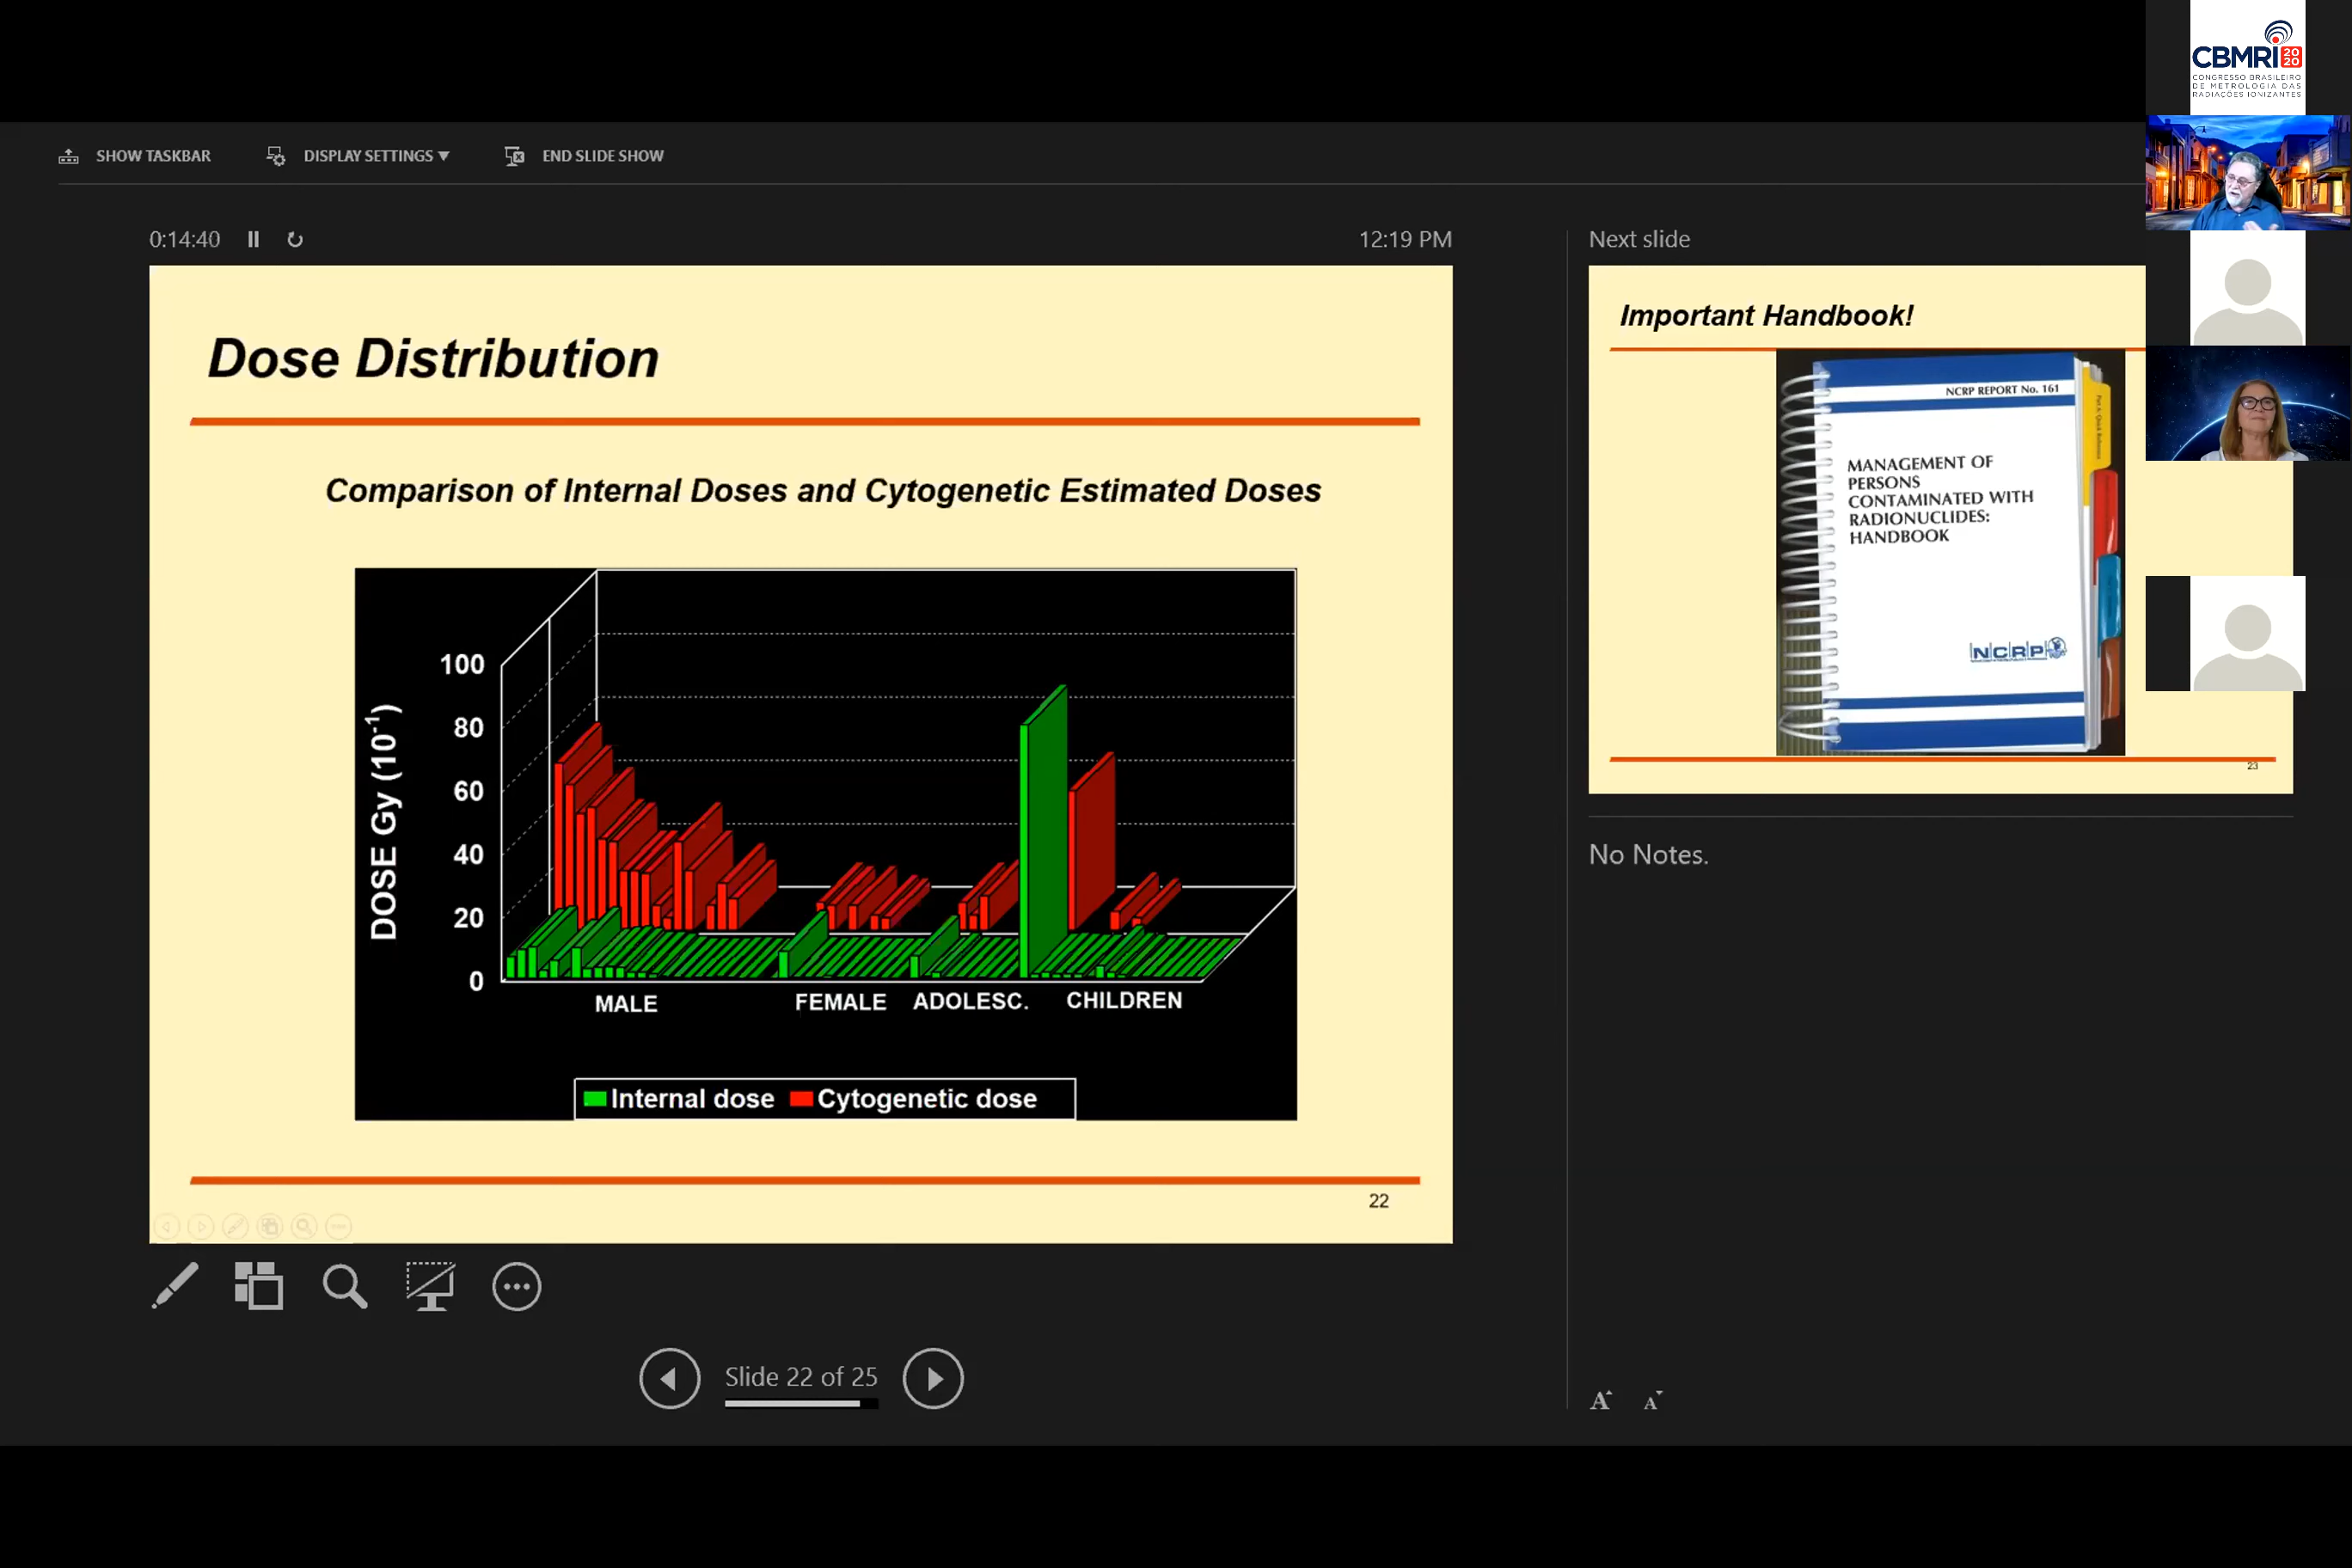 CBMRI 20 20
CONGRESSO BRASILEIRO
DE METROLOGIA DAS
RADIAÇÕES IONIZANTES
SHOW TASKBAR
DISPLAY SETTINGS
END SLIDE SHOW
0:14:40
12:19 PM
Next slide
Dose Distribution
Comparison of Internal Doses and Cytogenetic Estimated Doses
DOSE Gy (10⁻¹)
100
80
60
40
20
0
MALE
FEMALE
ADOLESC.
CHILDREN
Internal dose
Cytogenetic dose
22
Slide 22 of 25
Important Handbook!
NCRP REPORT No. 161
MANAGEMENT OF
PERSONS
CONTAMINATED WITH
RADIONUCLIDES:
HANDBOOK
NCRP
23
No Notes.
A A